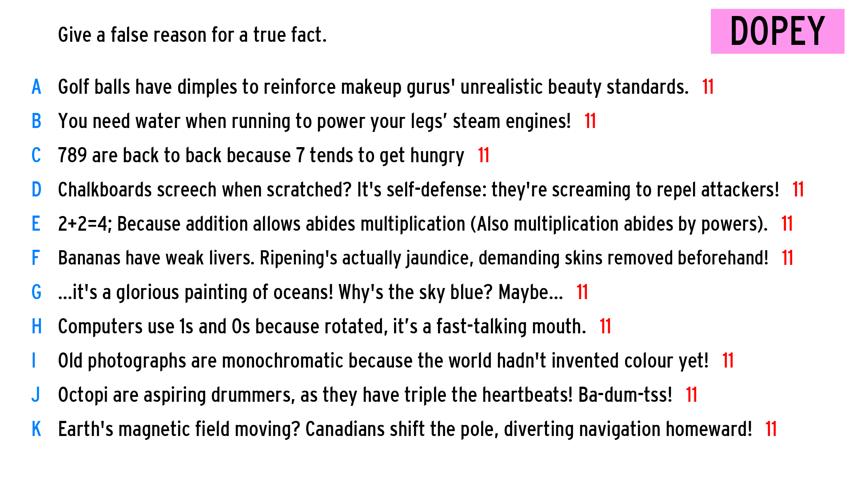 Give a false reason for a true fact.
DOPEY
A Golf balls have dimples to reinforce makeup gurus' unrealistic beauty standards. 11
B You need water when running to power your legs’ steam engines! 11
C 789 are back to back because 7 tends to get hungry 11
D Chalkboards screech when scratched? It's self-defense: they're screaming to repel attackers! 11
E 2+2=4; Because addition allows abides multiplication (Also multiplication abides by powers). 11
F Bananas have weak livers. Ripening's actually jaundice, demanding skins removed beforehand! 11
G ...it's a glorious painting of oceans! Why's the sky blue? Maybe... 11
H Computers use 1s and 0s because rotated, it’s a fast-talking mouth. 11
I Old photographs are monochromatic because the world hadn't invented colour yet! 11
J Octopi are aspiring drummers, as they have triple the heartbeats! Ba-dum-tss! 11
K Earth's magnetic field moving? Canadians shift the pole, diverting navigation homeward! 11